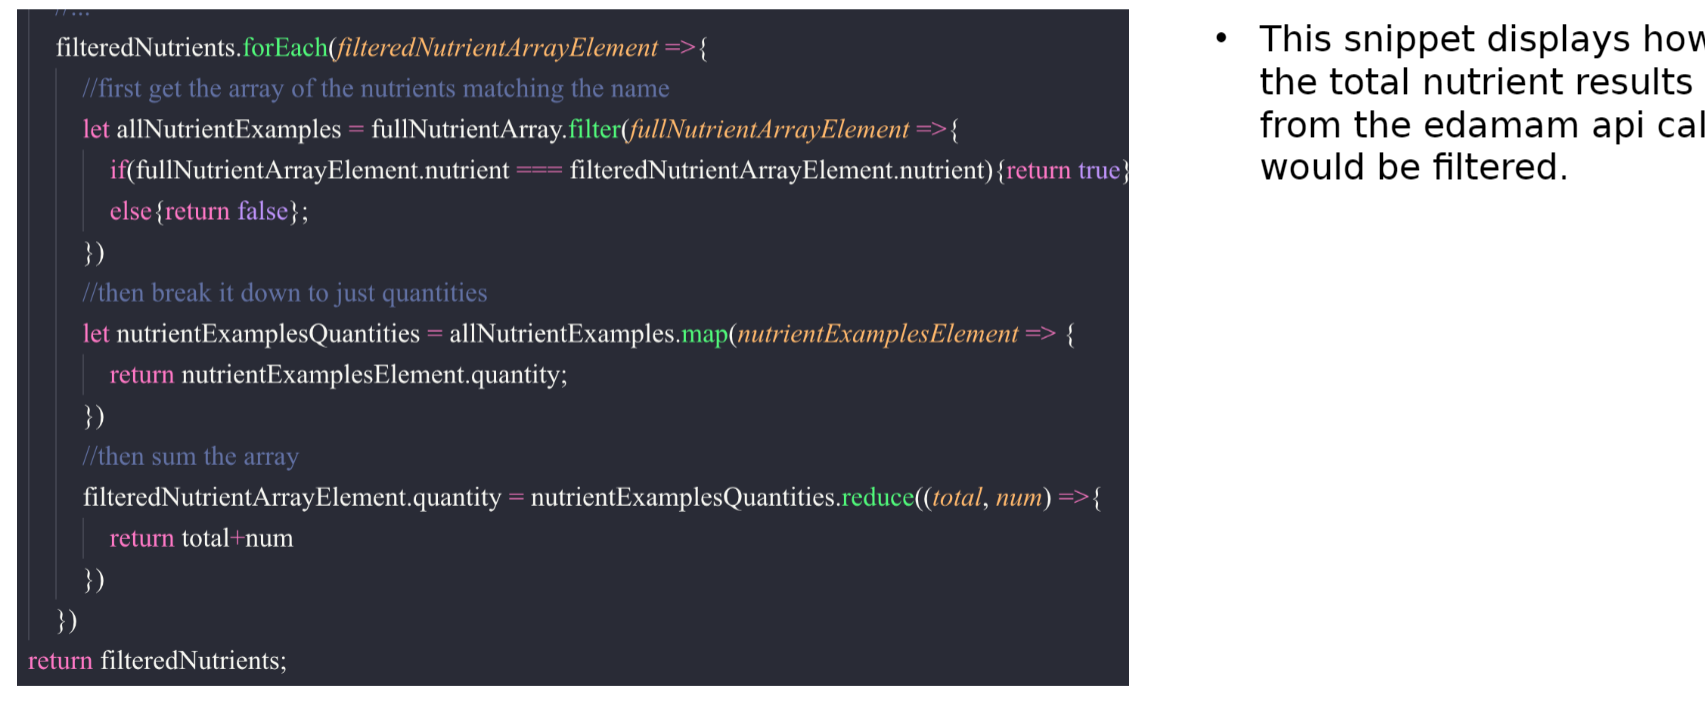 //...
filteredNutrients.forEach(filteredNutrientArrayElement =>{
//first get the array of the nutrients matching the name
let allNutrientExamples = fullNutrientArray.filter(fullNutrientArrayElement =>{
if(fullNutrientArrayElement.nutrient === filteredNutrientArrayElement.nutrient){return true}
else{return false};
})
//then break it down to just quantities
let nutrientExamplesQuantities = allNutrientExamples.map(nutrientExamplesElement => {
return nutrientExamplesElement.quantity;
})
//then sum the array
filteredNutrientArrayElement.quantity = nutrientExamplesQuantities.reduce((total, num) =>{
return total+num
})
})
return filteredNutrients;
• This snippet displays how
the total nutrient results
from the edamam api cal
would be filtered.